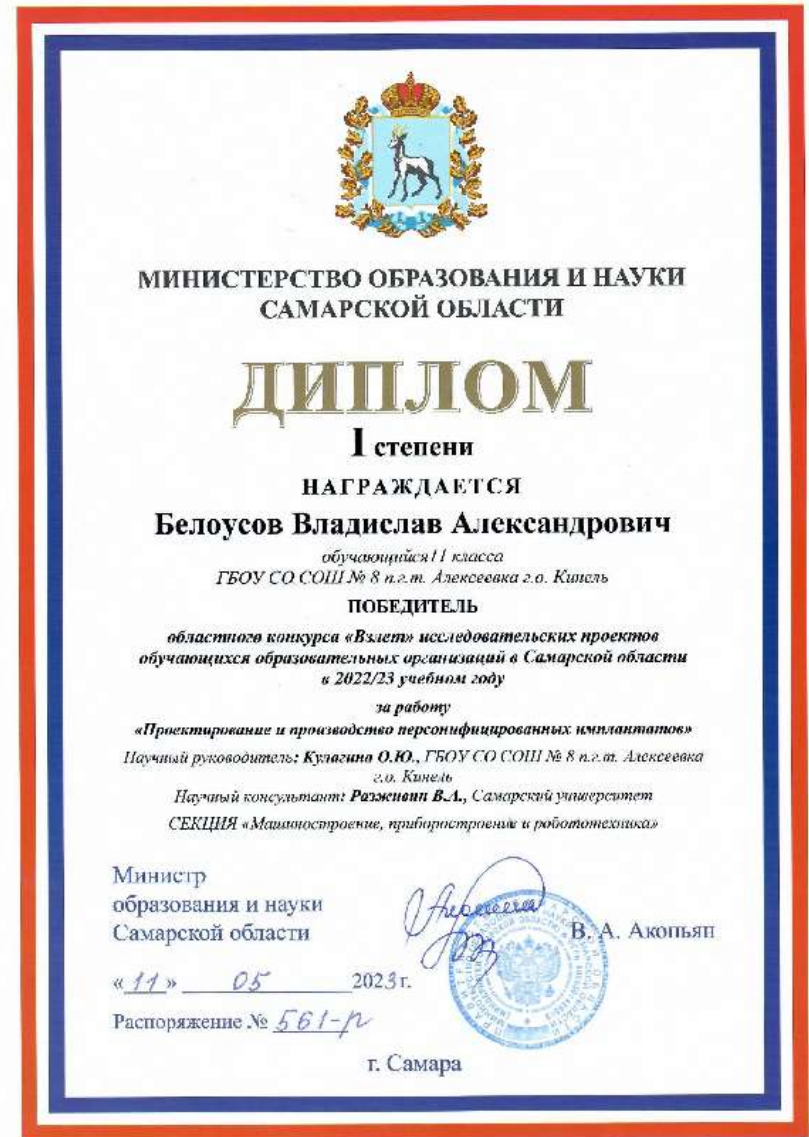 МИНИСТЕРСТВО ОБРАЗОВАНИЯ И НАУКИ
САМАРСКОЙ ОБЛАСТИ
ДИПЛОМ
I степени
НАГРАЖДАЕТСЯ
Белоусов Владислав Александрович
обучающийся 11 класса
ГБОУ СО СОШ № 8 п.г.т. Алексеевка г.о. Кинель
ПОБЕДИТЕЛЬ
областного конкурса «Взлет» исследовательских проектов
обучающихся образовательных организаций в Самарской области
в 2022/23 учебном году
за работу
«Проектирование и производство персонифицированных имплантатов»
Научный руководитель: Кулагина О.Ю., ГБОУ СО СОШ № 8 п.г.т. Алексеевка
г.о. Кинель
Научный консультант: Разживин В.А., Самарский университет
СЕКЦИЯ «Машиностроение, приборостроение и робототехника»
Министр
образования и науки
Самарской области
В. А. Акопьян
«11» 05 2023 г.
Распоряжение № 561-р
г. Самара